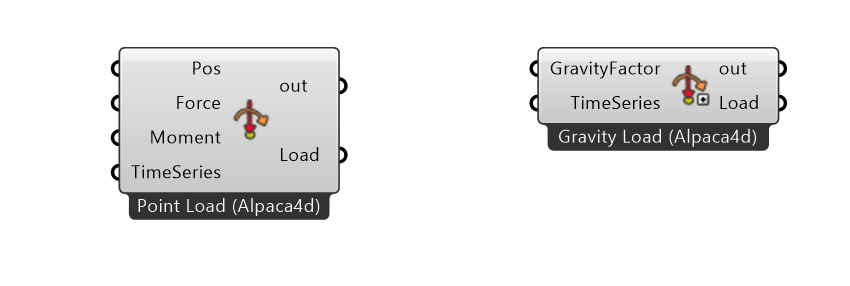 Pos
Force
Moment
TimeSeries
out
Load
Point Load (Alpaca4d)
GravityFactor
TimeSeries
out
Load
Gravity Load (Alpaca4d)